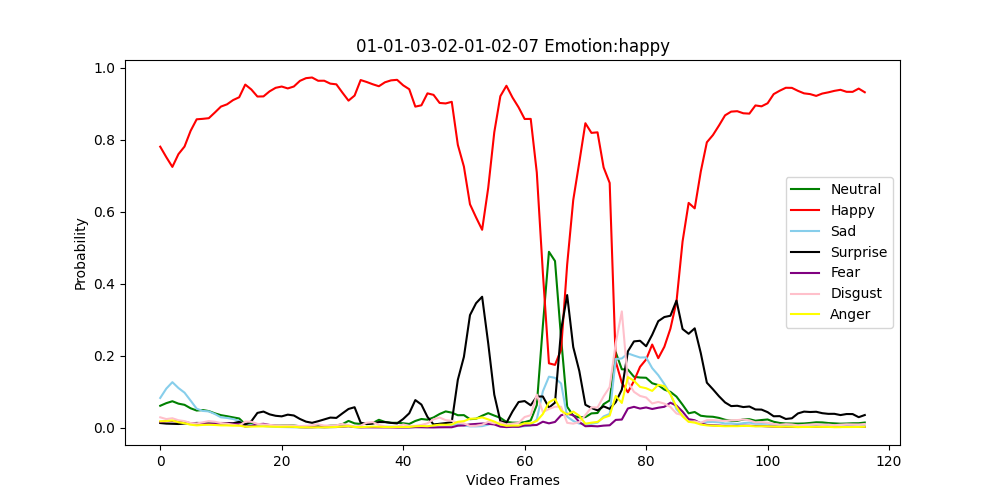 01-01-03-02-01-02-07 Emotion:happy
1.0
0.8
0.6
0.4
0.2
0.0
Probability
0
20
40
60
80
100
120
Video Frames
Neutral
Happy
Sad
Surprise
Fear
Disgust
Anger